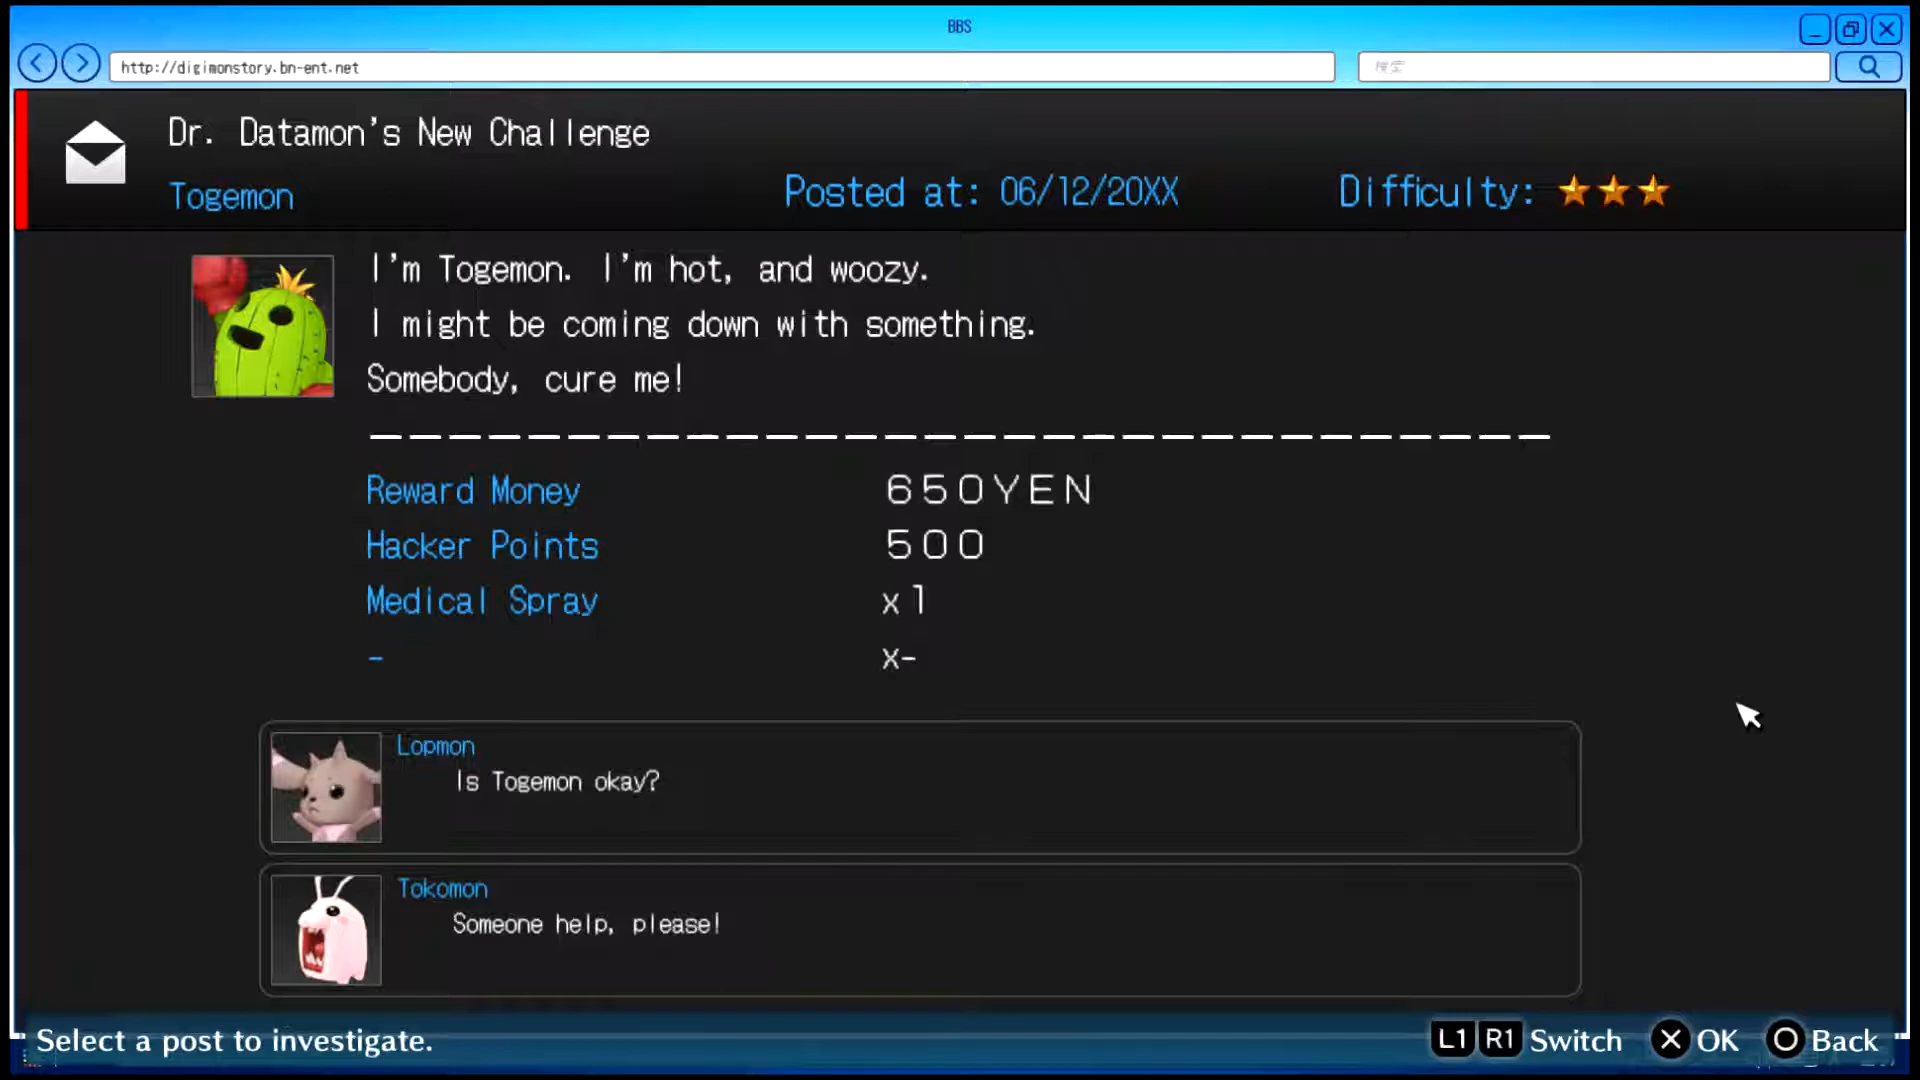 BBS
http://digimonstory.bn-ent.net
検索
Dr. Datamon's New Challenge
Togemon
Posted at: 06/12/20XX
Difficulty: ★★★
I'm Togemon. I'm hot, and woozy.
I might be coming down with something.
Somebody, cure me!
Reward Money 650YEN
Hacker Points 500
Medical Spray x1
- x-
Lopmon
Is Togemon okay?
Tokomon
Someone help, please!
Select a post to investigate.
L1 R1 Switch OK Back